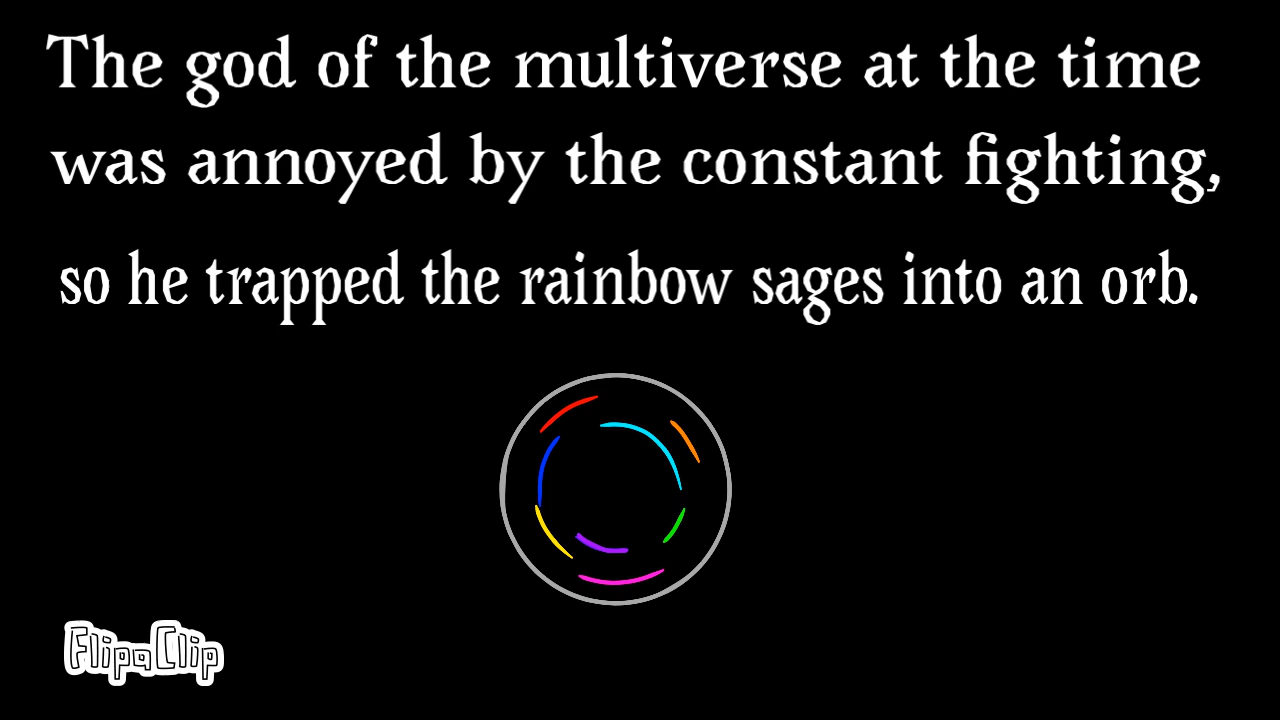 The god of the multiverse at the time
was annoyed by the constant fighting,
so he trapped the rainbow sages into an orb.
FlipaClip